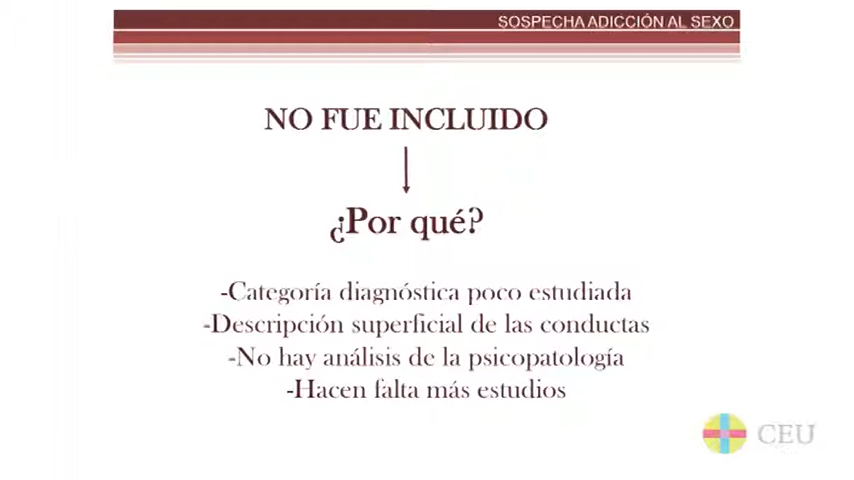 SOSPECHA ADICCIÓN AL SEXO
NO FUE INCLUIDO
¿Por qué?
-Categoría diagnóstica poco estudiada
-Descripción superficial de las conductas
-No hay análisis de la psicopatología
-Hacen falta más estudios
CEU